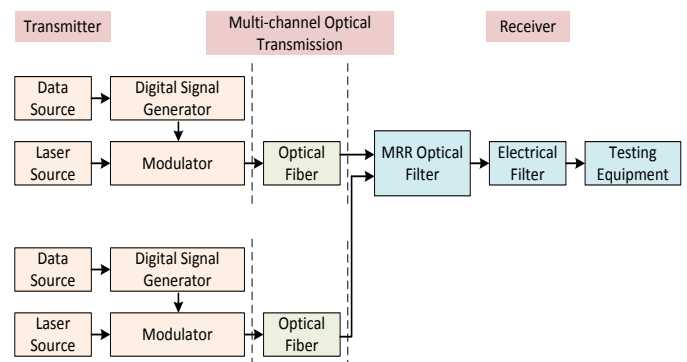 Transmitter
Multi-channel Optical
Transmission
Receiver
Data
Source
Digital Signal
Generator
Laser
Source
Modulator
Optical
Fiber
MRR Optical
Filter
Electrical
Filter
Testing
Equipment
Data
Source
Digital Signal
Generator
Laser
Source
Modulator
Optical
Fiber